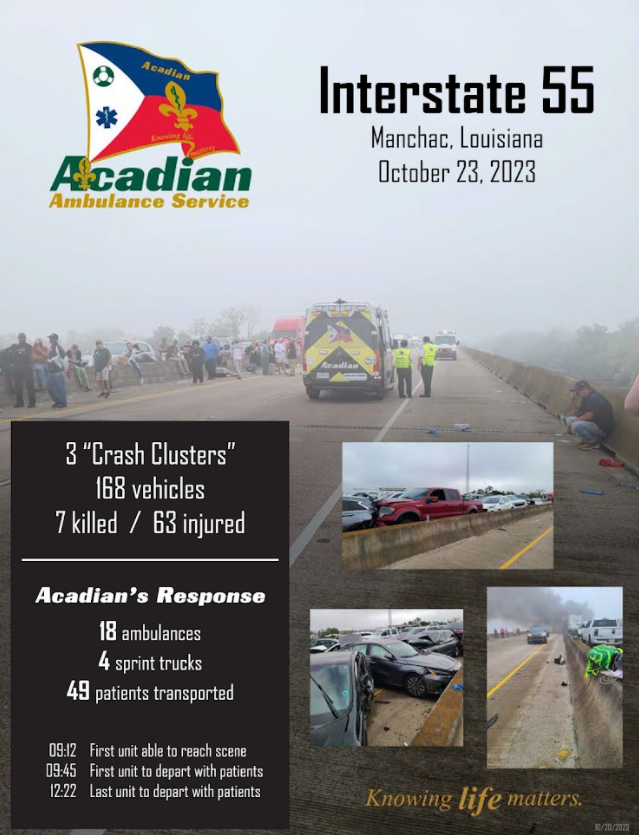 Acadian
Knowing life
matters
Acadian
Ambulance Service
Interstate 55
Manchac, Louisiana
October 23, 2023
Acadian
3 "Crash Clusters"
168 vehicles
7 killed / 63 injured
Acadian's Response
18 ambulances
4 sprint trucks
49 patients transported
09:12 First unit able to reach scene
09:45 First unit to depart with patients
12:22 Last unit to depart with patients
Knowing life matters.